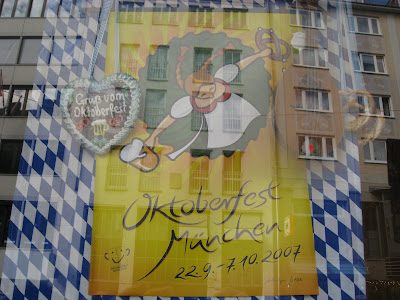 Gruß vom
Oktoberfest
Oktoberfest
München
22.9.-7.10.2007